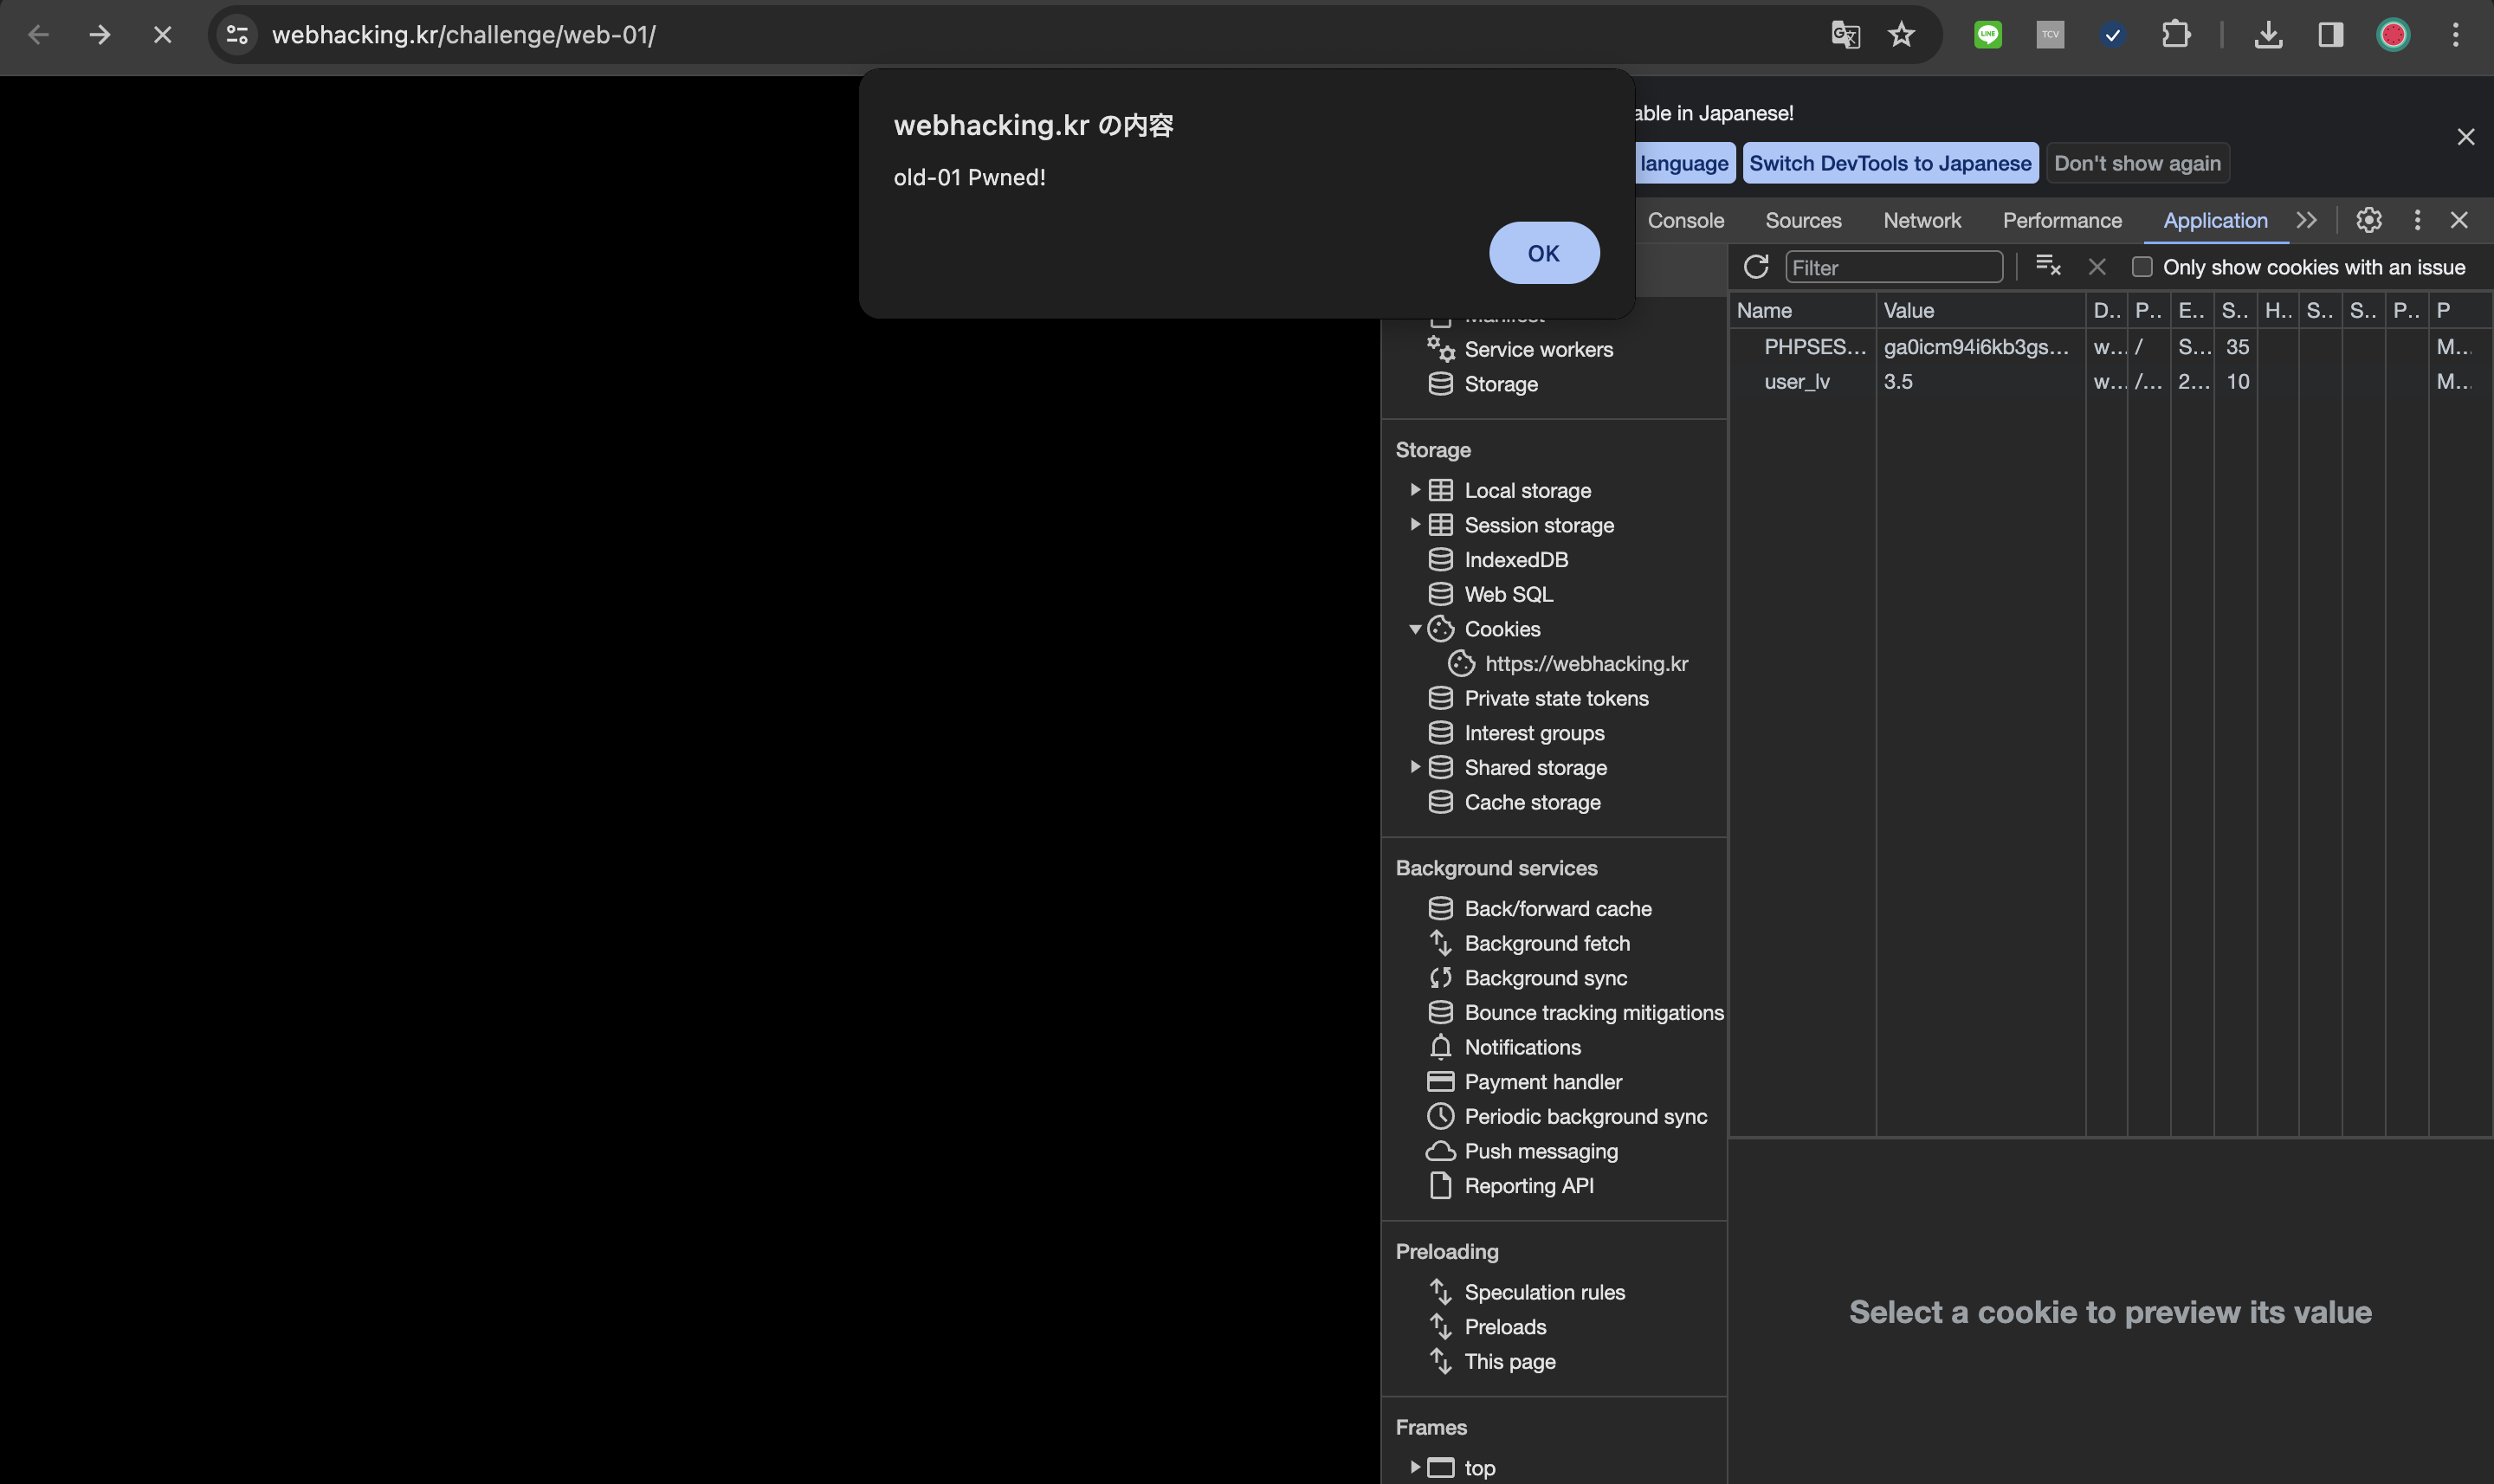 webhacking.kr/challenge/web-01/
LINE
TCV
webhacking.kr の内容
old-01 Pwned!
OK
able in Japanese!
language
Switch DevTools to Japanese
Don't show again
Console
Sources
Network
Performance
Application
Filter
Only show cookies with an issue
Name Value D.. P.. E.. S.. H.. S.. S.. P.. P
PHPSES... ga0icm94i6kb3gs... w... / S... 35 M...
user_lv 3.5 w... /... 2... 10 M...
Manifest
Service workers
Storage
Storage
Local storage
Session storage
IndexedDB
Web SQL
Cookies
https://webhacking.kr
Private state tokens
Interest groups
Shared storage
Cache storage
Background services
Back/forward cache
Background fetch
Background sync
Bounce tracking mitigations
Notifications
Payment handler
Periodic background sync
Push messaging
Reporting API
Preloading
Speculation rules
Preloads
This page
Frames
top
Select a cookie to preview its value